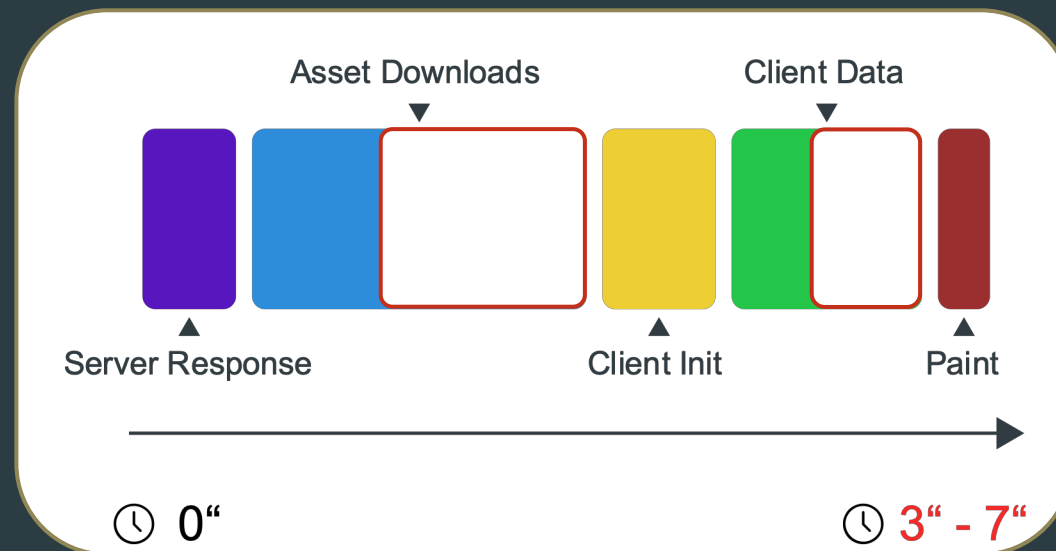 Asset Downloads
Client Data
Server Response
Client Init
Paint
0“
3“ - 7“